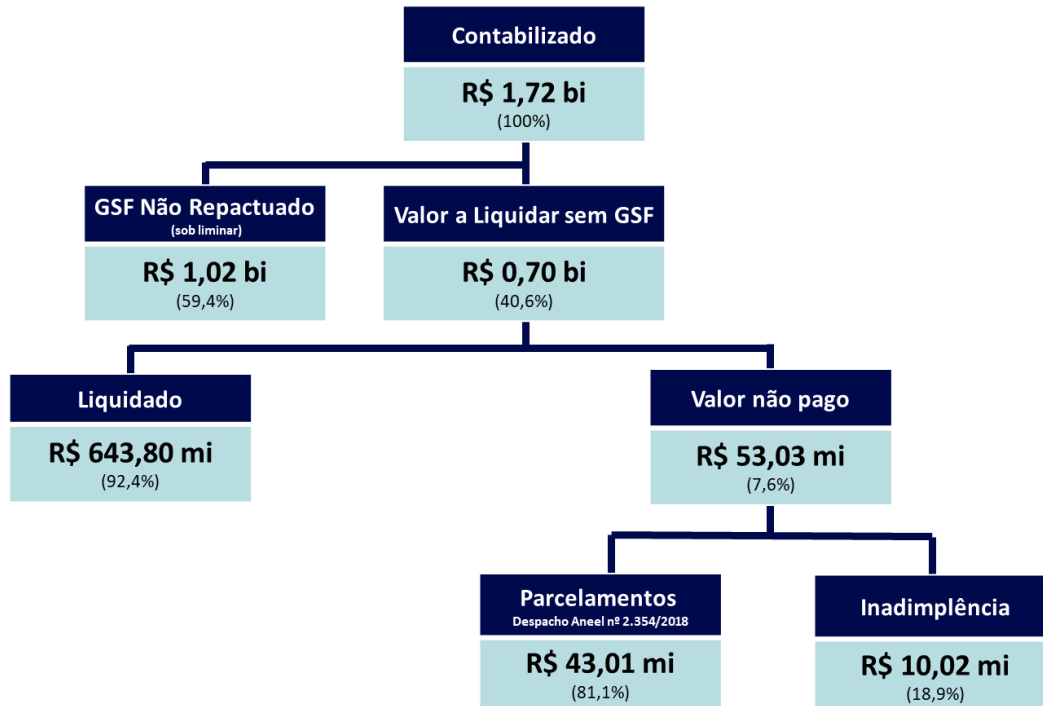 Contabilizado
R$ 1,72 bi
(100%)
GSF Não Repactuado
(sob liminar)
R$ 1,02 bi
(59,4%)
Valor a Liquidar sem GSF
R$ 0,70 bi
(40,6%)
Liquidado
R$ 643,80 mi
(92,4%)
Valor não pago
R$ 53,03 mi
(7,6%)
Parcelamentos
Despacho Aneel nº 2.354/2018
R$ 43,01 mi
(81,1%)
Inadimplência
R$ 10,02 mi
(18,9%)